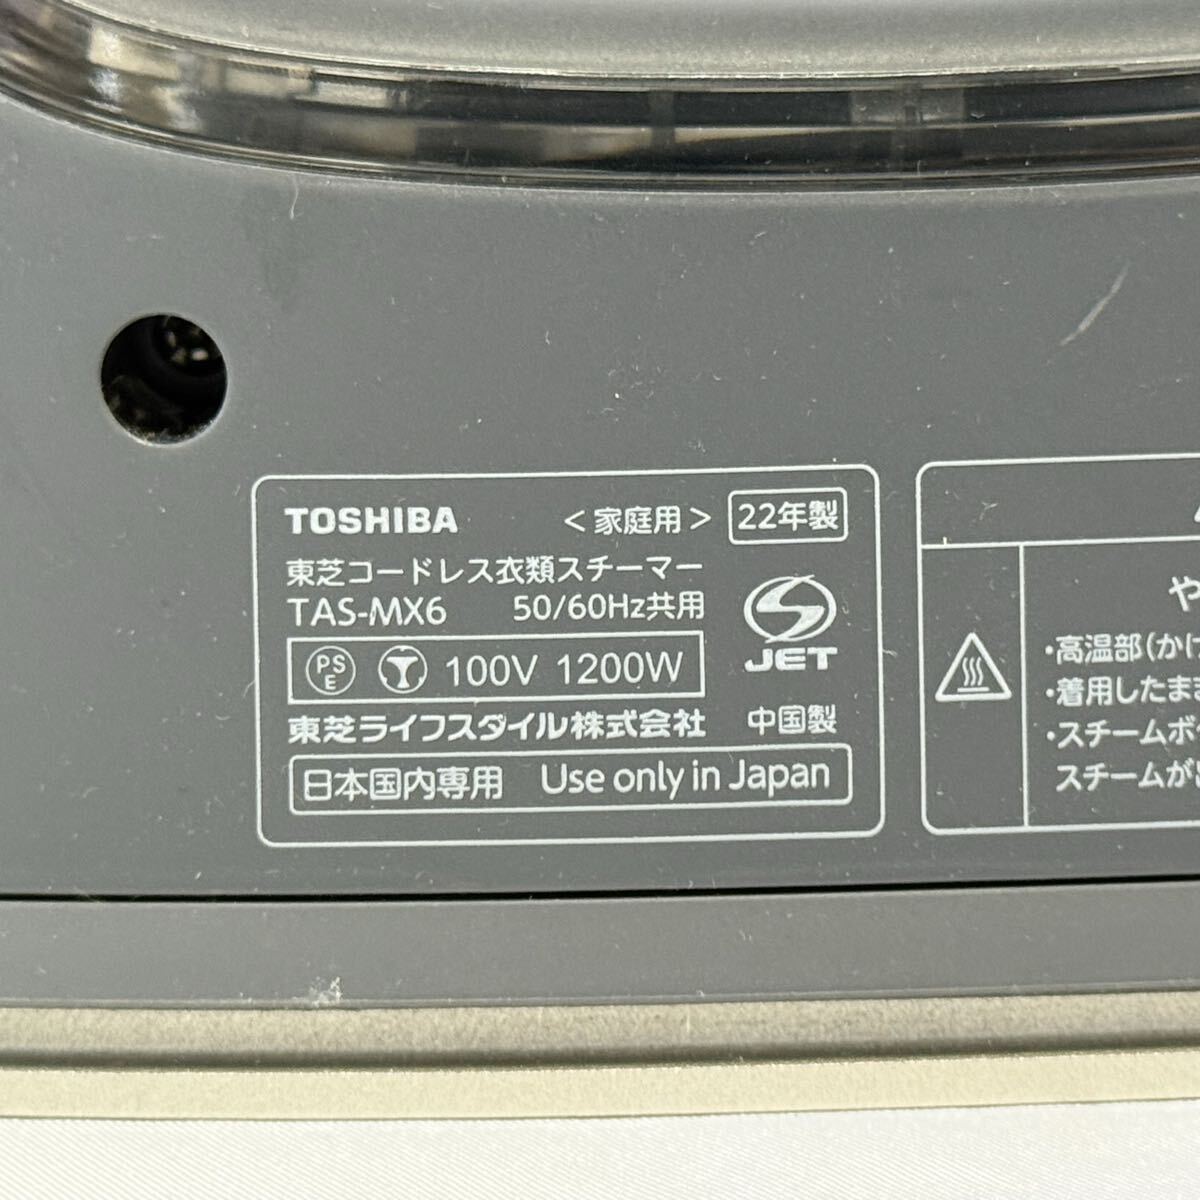 TOSHIBA <家庭用> 22年製
東芝コードレス衣類スチーマー
TAS-MX6 50/60Hz共用
PS E 100V 1200W
JET
東芝ライフスタイル株式会社 中国製
日本国内専用 Use only in Japan
や
・高温部(かけ
・着用したまま
・スチームボ
スチームが